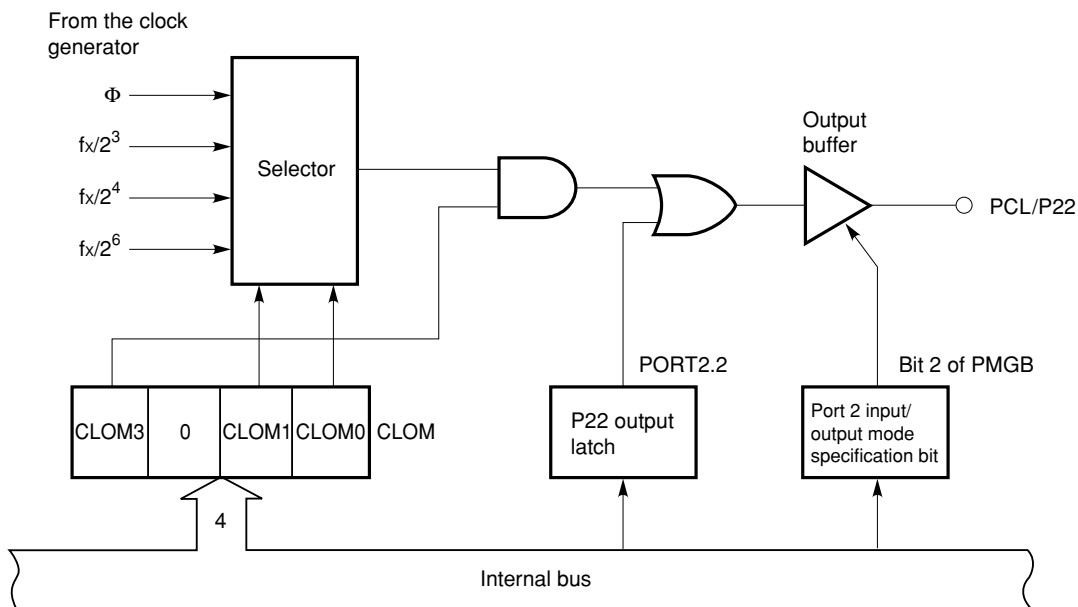 From the clock
generator
Φ
fx/2³
fx/2⁴
fx/2⁶
Selector
Output
buffer
PCL/P22
PORT2.2
Bit 2 of PMGB
CLOM3
0
CLOM1
CLOM0
CLOM
P22 output
latch
Port 2 input/
output mode
specification bit
4
Internal bus